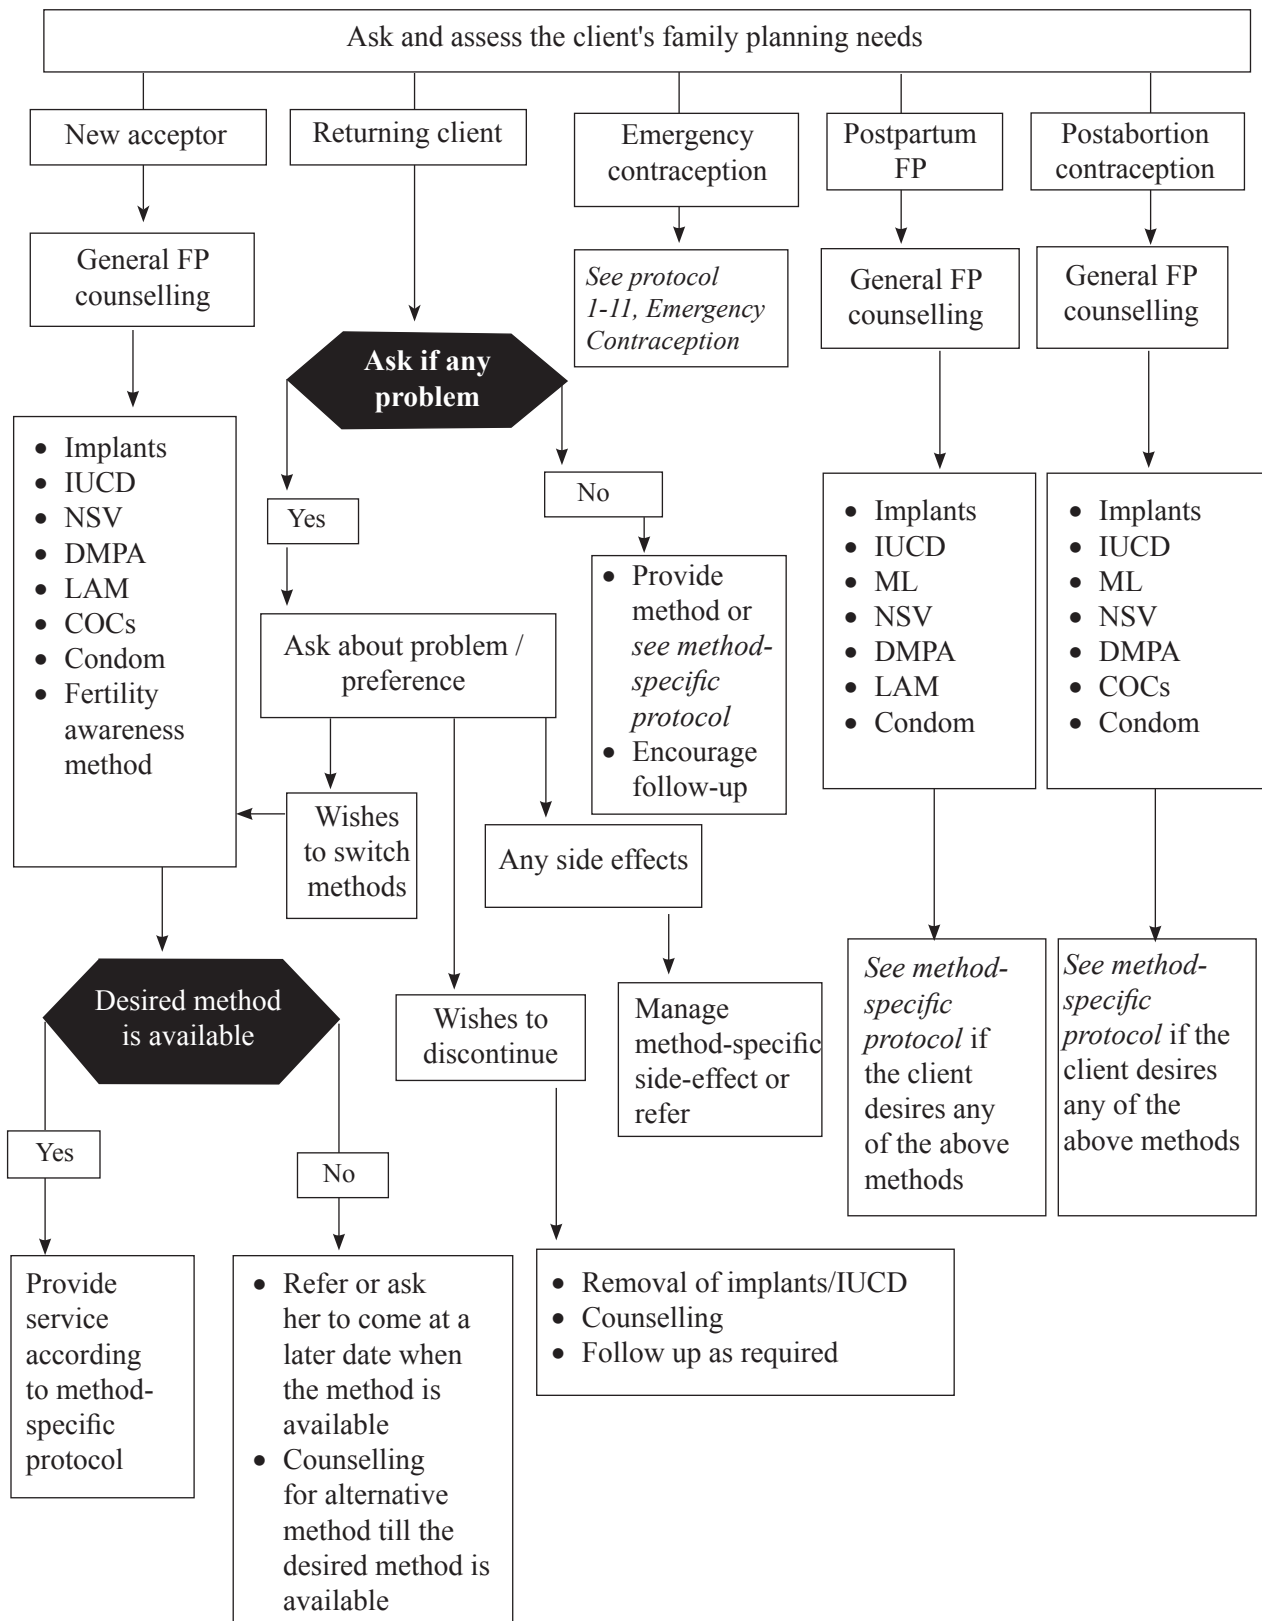 Ask and assess the client's family planning needs
New acceptor
Returning client
Emergency
contraception
Postpartum
FP
Postabortion
contraception
General FP
counselling
See protocol
1-11, Emergency
Contraception
General FP
counselling
General FP
counselling
Ask if any
problem
• Implants
• IUCD
• NSV
• DMPA
• LAM
• COCs
• Condom
• Fertility
awareness
method
Yes
No
Ask about problem /
preference
• Provide
method or
see method-
specific
protocol
• Encourage
follow-up
• Implants
• IUCD
• ML
• NSV
• DMPA
• LAM
• Condom
• Implants
• IUCD
• ML
• NSV
• DMPA
• COCs
• Condom
Wishes
to switch
methods
Any side effects
Desired method
is available
Wishes to
discontinue
Manage
method-specific
side-effect or
refer
See method-
specific
protocol if
the client
desires any
of the above
methods
See method-
specific
protocol if the
client desires
any of the
above methods
Yes
No
Provide
service
according
to method-
specific
protocol
• Refer or ask
her to come at a
later date when
the method is
available
• Counselling
for alternative
method till the
desired method is
available
• Removal of implants/IUCD
• Counselling
• Follow up as required